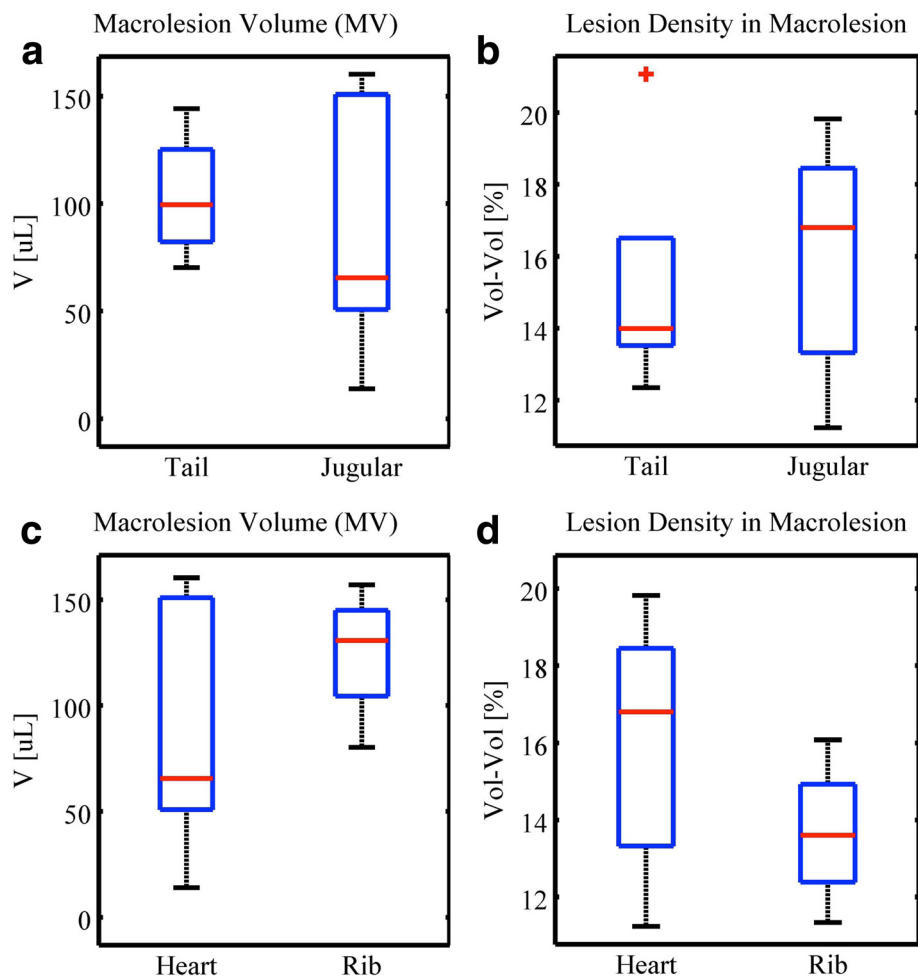 Macrolesion Volume (MV)
Lesion Density in Macrolesion
a
b
150
100
50
0
V [uL]
Tail
Jugular
20
18
16
14
12
Vol-Vol [%]
Tail
Jugular
Macrolesion Volume (MV)
Lesion Density in Macrolesion
c
d
150
100
50
0
V [uL]
Heart
Rib
20
18
16
14
12
Vol-Vol [%]
Heart
Rib